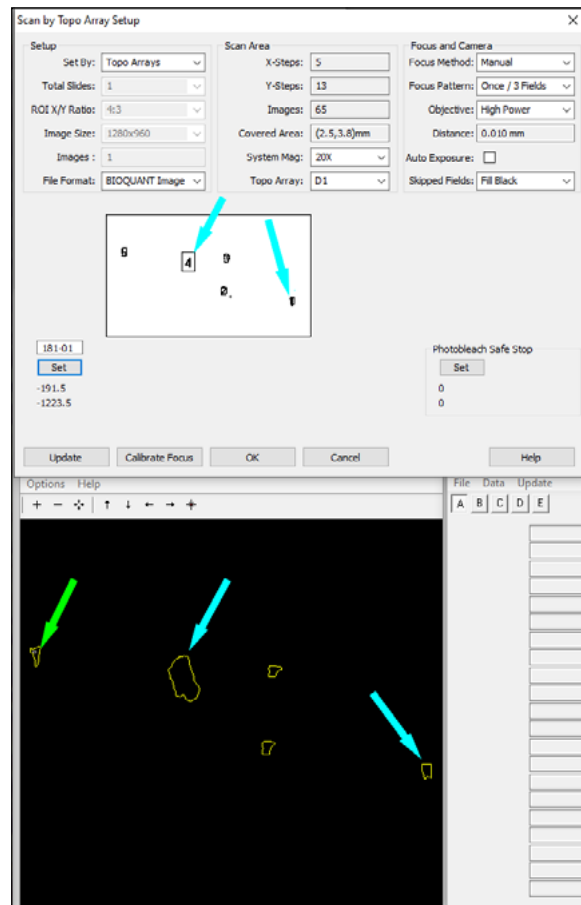 Scan by Topo Array Setup
Setup
Set By: Topo Arrays
Total Slides: 1
ROI X/Y Ratio: 4:3
Image Size: 1280x960
Images : 1
File Format: BIOQUANT Image
Scan Area
X-Steps: 5
Y-Steps: 13
Images: 65
Covered Area: (2.5,3.8)mm
System Mag: 20X
Topo Array: D1
Focus and Camera
Focus Method: Manual
Focus Pattern: Once / 3 Fields
Objective: High Power
Distance: 0.010 mm
Auto Exposure:
Skipped Fields: Fill Black
4
181-01
Set
-191.5
-1223.5
Photobleach Safe Stop
Set
0
0
Update Calibrate Focus OK Cancel Help
Options Help
File Data Update
A B C D E